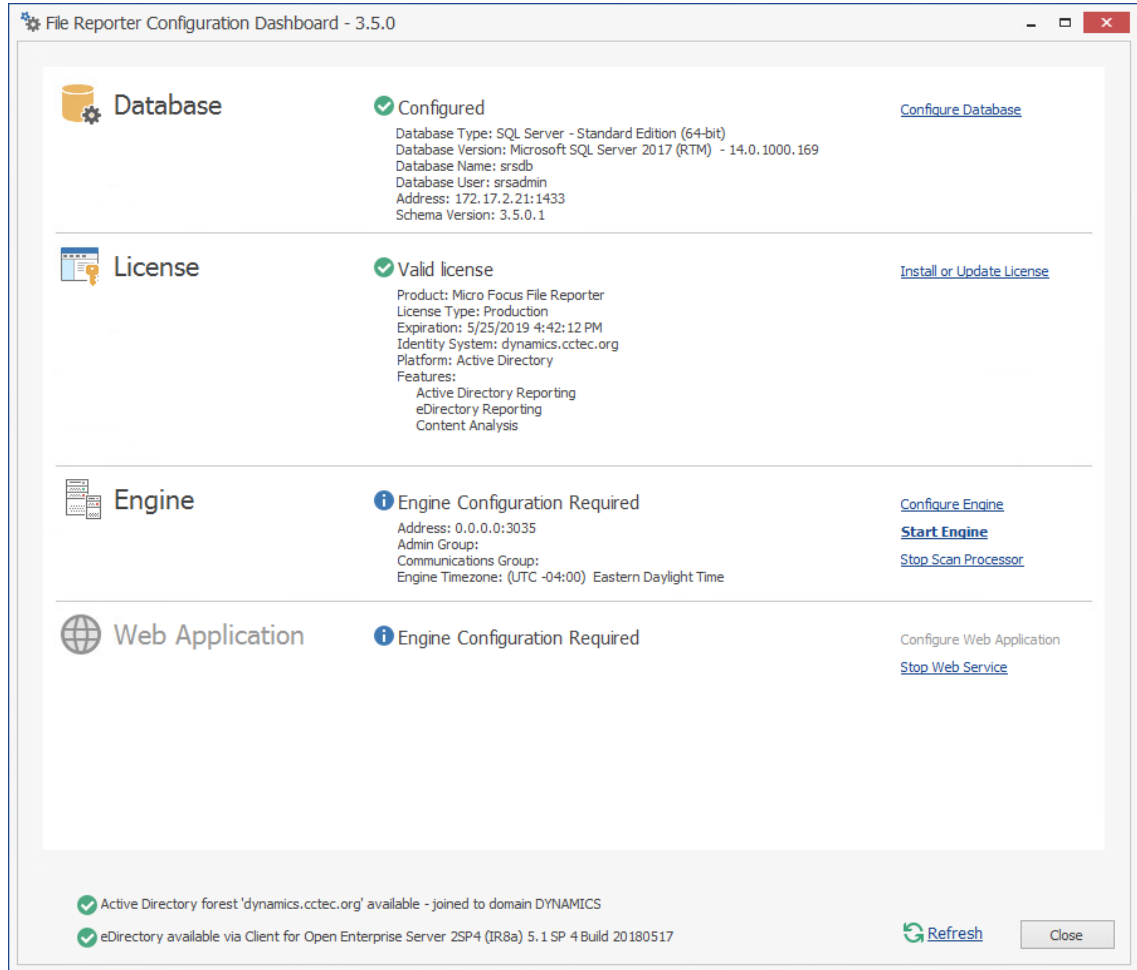 File Reporter Configuration Dashboard - 3.5.0
Database
Configured
Configure Database
Database Type: SQL Server - Standard Edition (64-bit)
Database Version: Microsoft SQL Server 2017 (RTM)  - 14.0.1000.169
Database Name: srsdb
Database User: srsadmin
Address: 172.17.2.21:1433
Schema Version: 3.5.0.1
License
Valid license
Install or Update License
Product: Micro Focus File Reporter
License Type: Production
Expiration: 5/25/2019 4:42:12 PM
Identity System: dynamics.cctec.org
Platform: Active Directory
Features:
Active Directory Reporting
eDirectory Reporting
Content Analysis
Engine
Engine Configuration Required
Configure Engine
Address: 0.0.0.0:3035
Start Engine
Admin Group:
Communications Group:
Stop Scan Processor
Engine Timezone: (UTC -04:00)  Eastern Daylight Time
Web Application
Engine Configuration Required
Configure Web Application
Stop Web Service
Active Directory forest 'dynamics.cctec.org' available - joined to domain DYNAMICS
eDirectory available via Client for Open Enterprise Server 2SP4 (IR8a) 5.1 SP 4 Build 20180517
Refresh
Close